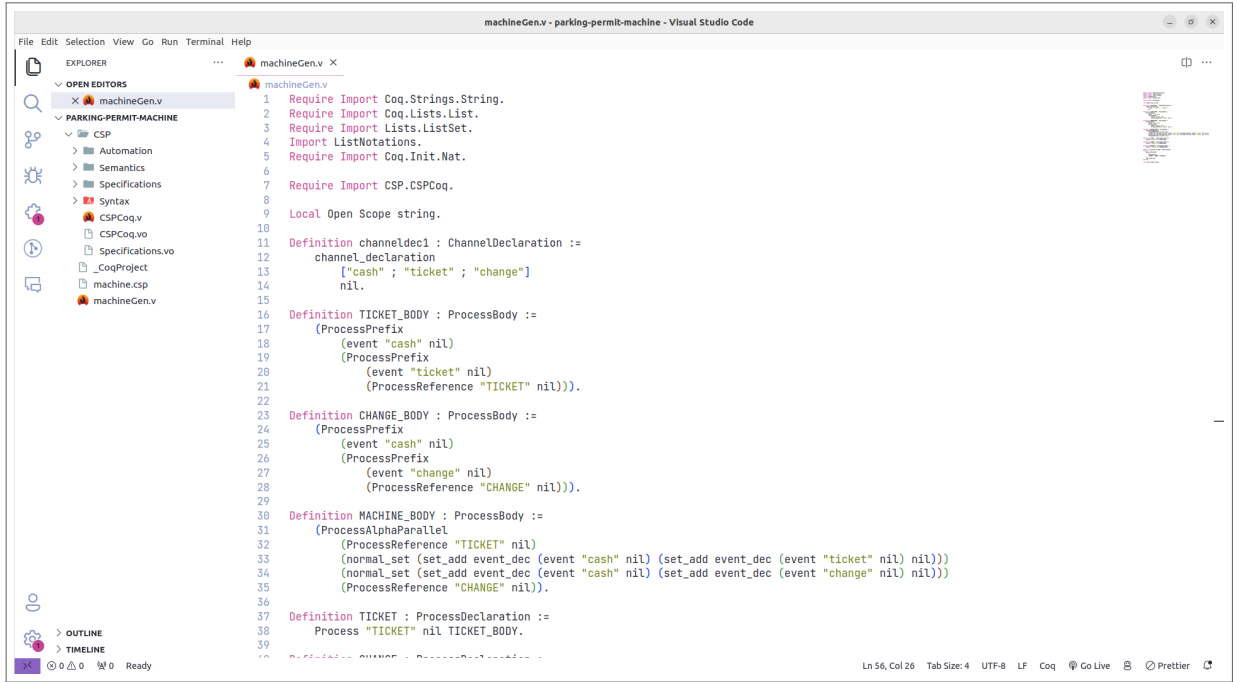 machineGen.v - parking-permit-machine - Visual Studio Code
File Edit Selection View Go Run Terminal Help
EXPLORER
OPEN EDITORS
machineGen.v
PARKING-PERMIT-MACHINE
CSP
Automation
Semantics
Specifications
Syntax
CSPCoq.v
CSPCoq.vo
Specifications.vo
_CoqProject
machine.csp
machineGen.v
OUTLINE
TIMELINE
1
1
machineGen.v
machineGen.v
1 Require Import Coq.Strings.String.
2 Require Import Coq.Lists.List.
3 Require Import Lists.ListSet.
4 Import ListNotations.
5 Require Import Coq.Init.Nat.
6
7 Require Import CSP.CSPCoq.
8
9 Local Open Scope string.
10
11 Definition channeldec1 : ChannelDeclaration :=
12     channel_declaration
13         ["cash" ; "ticket" ; "change"]
14         nil.
15
16 Definition TICKET_BODY : ProcessBody :=
17     (ProcessPrefix
18         (event "cash" nil)
19         (ProcessPrefix
20             (event "ticket" nil)
21             (ProcessReference "TICKET" nil))).
22
23 Definition CHANGE_BODY : ProcessBody :=
24     (ProcessPrefix
25         (event "cash" nil)
26         (ProcessPrefix
27             (event "change" nil)
28             (ProcessReference "CHANGE" nil))).
29
30 Definition MACHINE_BODY : ProcessBody :=
31     (ProcessAlphaParallel
32         (ProcessReference "TICKET" nil)
33         (normal_set (set_add event_dec (event "cash" nil) (set_add event_dec (event "ticket" nil) nil)))
34         (normal_set (set_add event_dec (event "cash" nil) (set_add event_dec (event "change" nil) nil)))
35         (ProcessReference "CHANGE" nil)).
36
37 Definition TICKET : ProcessDeclaration :=
38     Process "TICKET" nil TICKET_BODY.
39
0 0 0 Ready
Ln 56, Col 26 Tab Size: 4 UTF-8 LF Coq Go Live Prettier